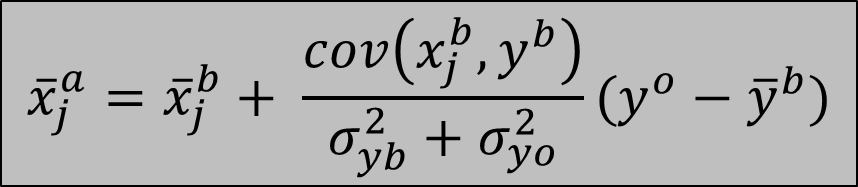 x̄ⱼᵃ = x̄ⱼᵇ + cov(xⱼᵇ, yᵇ) / (σ²_yb + σ²_yo) (yᵒ − ȳᵇ)